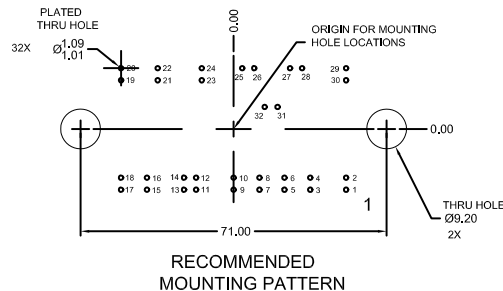 PLATED
THRU HOLE
32X Ø1.09
1.01
0.00
ORIGIN FOR MOUNTING
HOLE LOCATIONS
20 22 24 25 26 27 28 29
19 21 23 30
32 31
0.00
18 16 14 12 10 8 6 4 2
17 15 13 11 9 7 5 3 1
1
THRU HOLE
Ø9.20
2X
71.00
RECOMMENDED
MOUNTING PATTERN